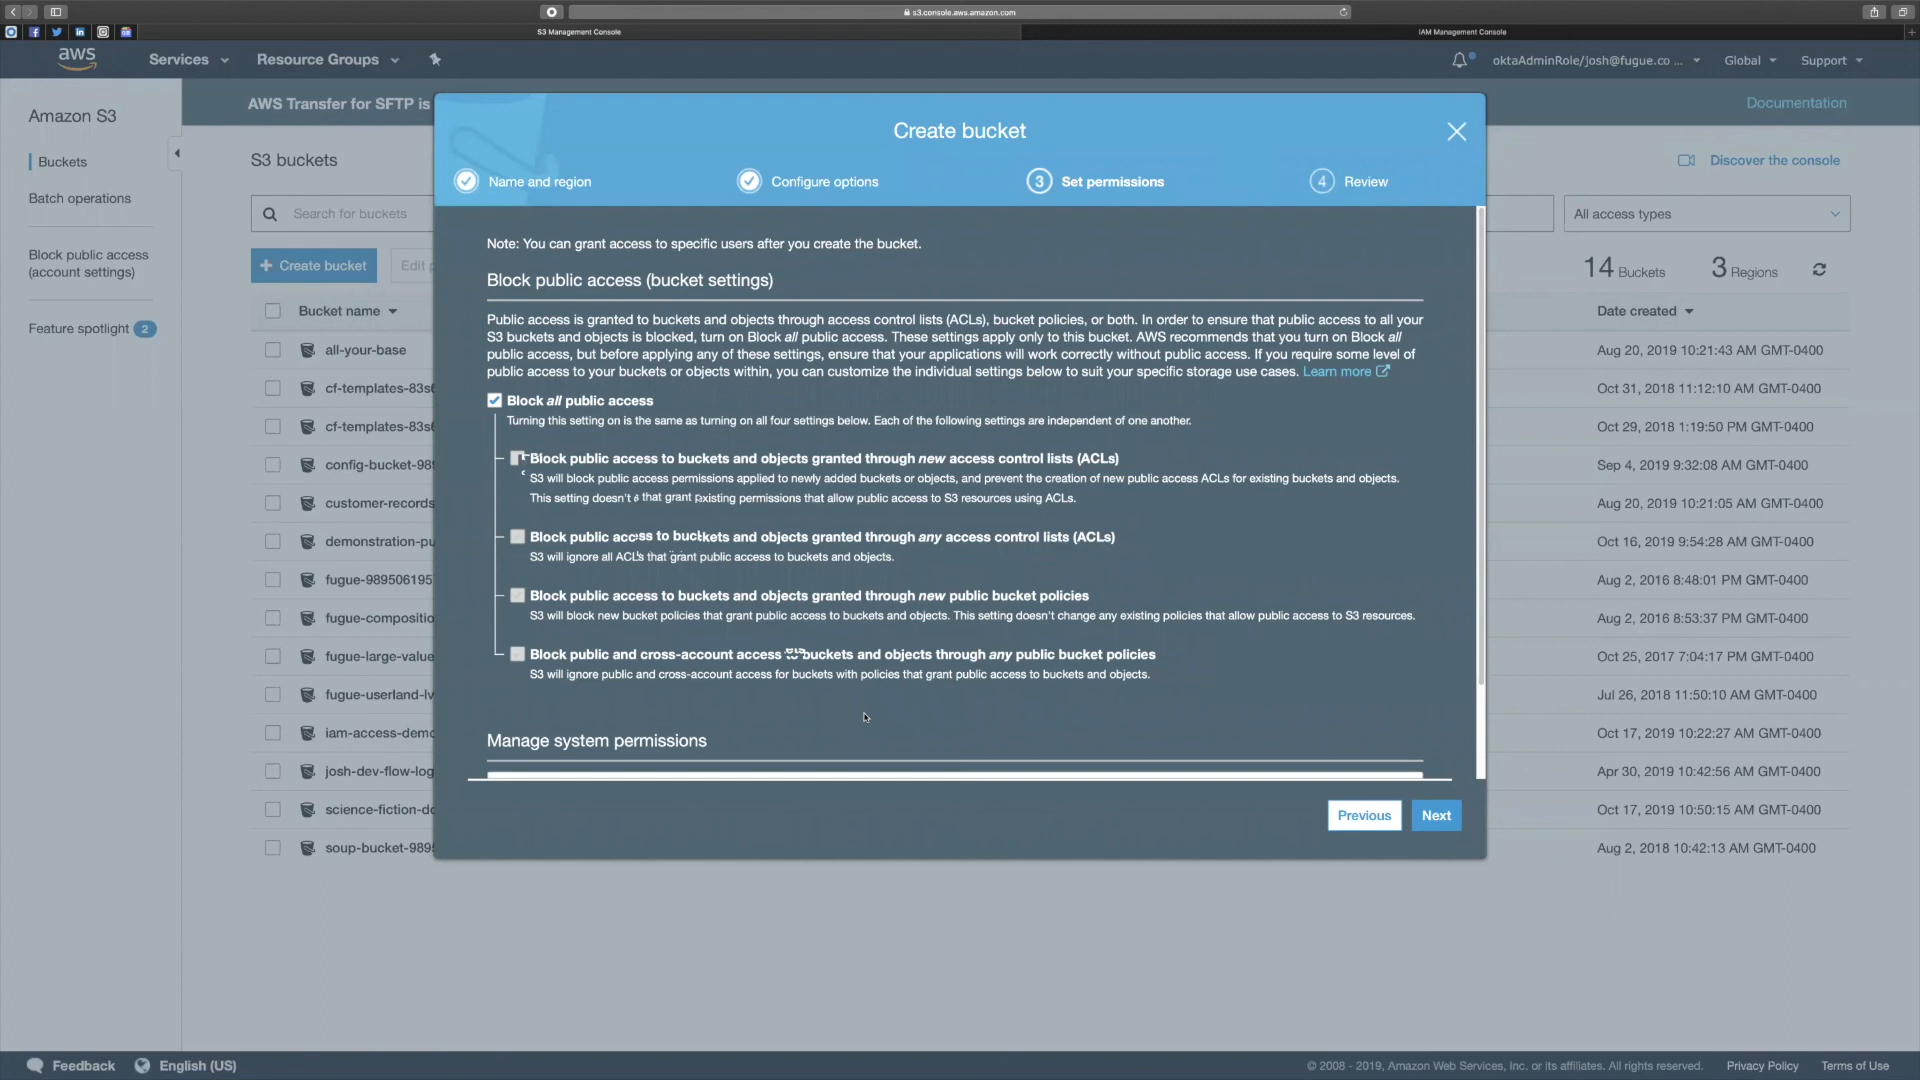 s3.console.aws.amazon.com
S3 Management Console
IAM Management Console
aws
Services
Resource Groups
oktaAdminRole/josh@fugue.co ...
Global
Support
Amazon S3
Buckets
Batch operations
Block public access
(account settings)
Feature spotlight 2
AWS Transfer for SFTP is
Documentation
S3 buckets
Discover the console
Search for buckets
All access types
+ Create bucket
Edit
14 Buckets
3 Regions
Bucket name
Date created
all-your-base
Aug 20, 2019 10:21:43 AM GMT-0400
cf-templates-83s6
Oct 31, 2018 11:12:10 AM GMT-0400
cf-templates-83s6
Oct 29, 2018 1:19:50 PM GMT-0400
config-bucket-989
Sep 4, 2019 9:32:08 AM GMT-0400
customer-records
Aug 20, 2019 10:21:05 AM GMT-0400
demonstration-pu
Oct 16, 2019 9:54:28 AM GMT-0400
fugue-989506195
Aug 2, 2016 8:48:01 PM GMT-0400
fugue-compositio
Aug 2, 2016 8:53:37 PM GMT-0400
fugue-large-value
Oct 25, 2017 7:04:17 PM GMT-0400
fugue-userland-lv
Jul 26, 2018 11:50:10 AM GMT-0400
iam-access-demo
Oct 17, 2019 10:22:27 AM GMT-0400
josh-dev-flow-log
Apr 30, 2019 10:42:56 AM GMT-0400
science-fiction-do
Oct 17, 2019 10:50:15 AM GMT-0400
soup-bucket-9895
Aug 2, 2018 10:42:13 AM GMT-0400
Create bucket
Name and region
Configure options
3 Set permissions
4 Review
Note: You can grant access to specific users after you create the bucket.
Block public access (bucket settings)
Public access is granted to buckets and objects through access control lists (ACLs), bucket policies, or both. In order to ensure that public access to all your
S3 buckets and objects is blocked, turn on Block all public access. These settings apply only to this bucket. AWS recommends that you turn on Block all
public access, but before applying any of these settings, ensure that your applications will work correctly without public access. If you require some level of
public access to your buckets or objects within, you can customize the individual settings below to suit your specific storage use cases. Learn more
Block all public access
Turning this setting on is the same as turning on all four settings below. Each of the following settings are independent of one another.
Block public access to buckets and objects granted through new access control lists (ACLs)
S3 will block public access permissions applied to newly added buckets or objects, and prevent the creation of new public access ACLs for existing buckets and objects.
This setting doesn't that grant existing permissions that allow public access to S3 resources using ACLs.
Block public access to buckets and objects granted through any access control lists (ACLs)
S3 will ignore all ACLs that grant public access to buckets and objects.
Block public access to buckets and objects granted through new public bucket policies
S3 will block new bucket policies that grant public access to buckets and objects. This setting doesn't change any existing policies that allow public access to S3 resources.
Block public and cross-account access to buckets and objects through any public bucket policies
S3 will ignore public and cross-account access for buckets with policies that grant public access to buckets and objects.
Manage system permissions
Previous
Next
Feedback
English (US)
© 2008 - 2019, Amazon Web Services, Inc. or its affiliates. All rights reserved.
Privacy Policy
Terms of Use